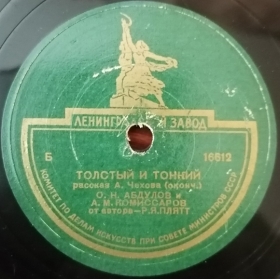 ЛЕНИНГР ЗАВОД
Б 16612
ТОЛСТЫЙ И ТОНКИЙ
рассказ А. Чехова (оконч.)
О. Н. АБДУЛОВ и
А. М. КОМИССАРОВ
от автора – Р. Я. ПЛЯТТ
КОМИТЕТ ПО ДЕЛАМ ИСКУССТВ ПРИ СОВЕТЕ МИНИСТРОВ СССР